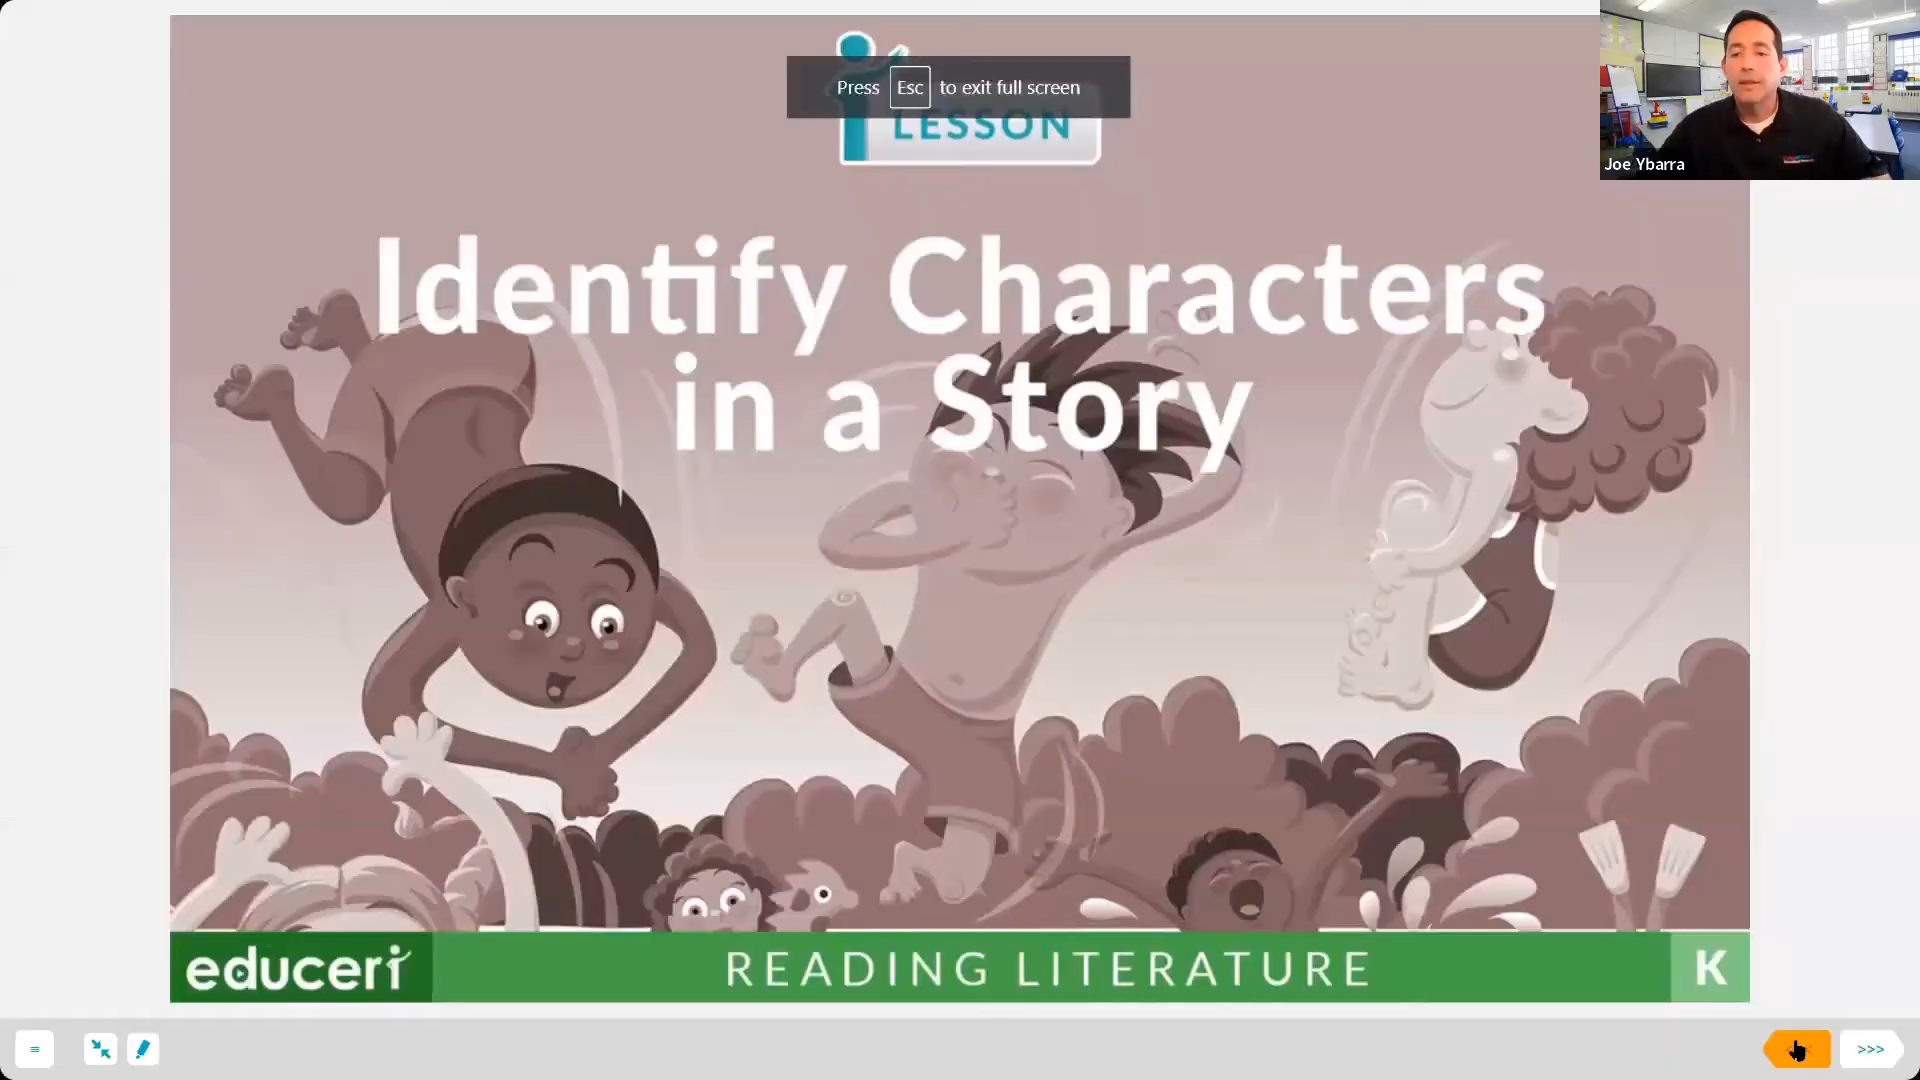 Press Esc to exit full screen
LESSON
Joe Ybarra
Identify Characters
in a Story
educeri
READING LITERATURE
K
>>>